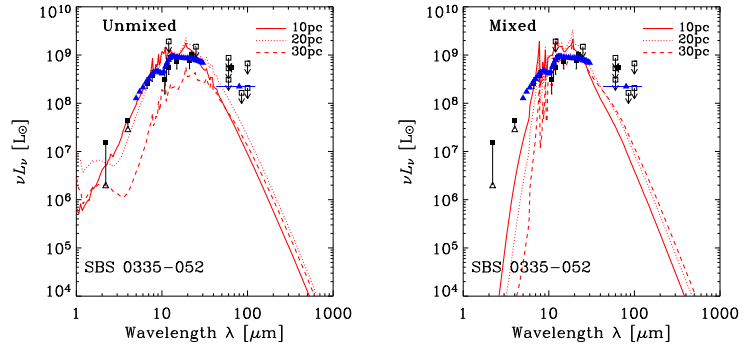 Unmixed
10pc
20pc
30pc
νL_ν [L⊙]
10^10
10^9
10^8
10^7
10^6
10^5
10^4
SBS 0335−052
1 10 100 1000
Wavelength λ [μm]
Mixed
10pc
20pc
30pc
νL_ν [L⊙]
10^10
10^9
10^8
10^7
10^6
10^5
10^4
SBS 0335−052
1 10 100 1000
Wavelength λ [μm]